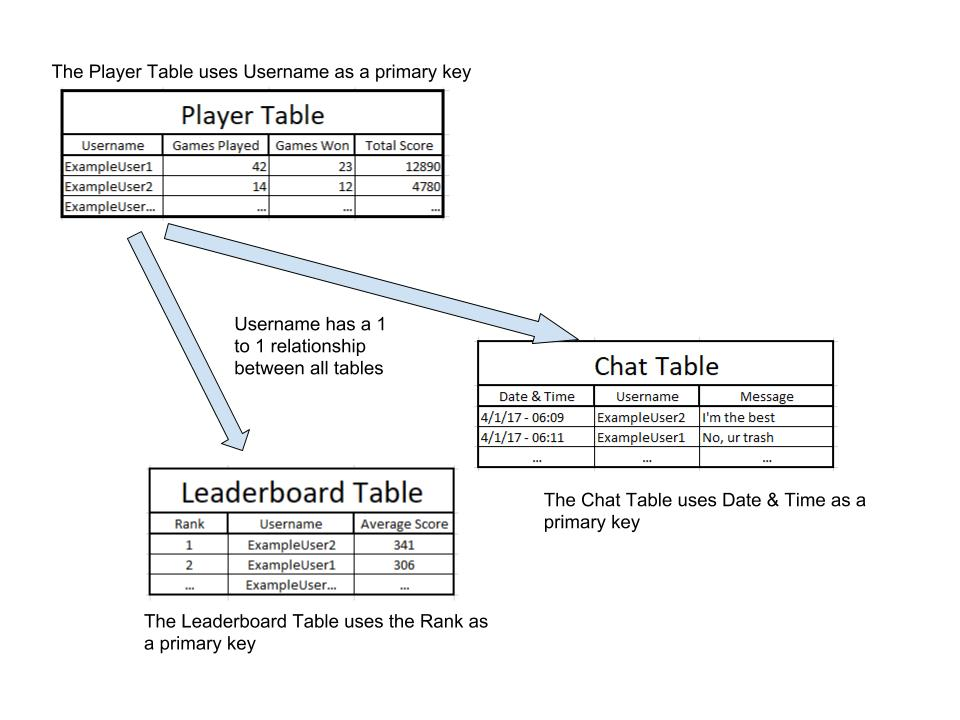 The Player Table uses Username as a primary key
Player Table
Username Games Played Games Won Total Score
ExampleUser1 42 23 12890
ExampleUser2 14 12 4780
ExampleUser... ... ... ...
Username has a 1
to 1 relationship
between all tables
Chat Table
Date & Time Username Message
4/1/17 - 06:09 ExampleUser2 I'm the best
4/1/17 - 06:11 ExampleUser1 No, ur trash
... ... ...
The Chat Table uses Date & Time as a
primary key
Leaderboard Table
Rank Username Average Score
1 ExampleUser2 341
2 ExampleUser1 306
... ExampleUser... ...
The Leaderboard Table uses the Rank as
a primary key